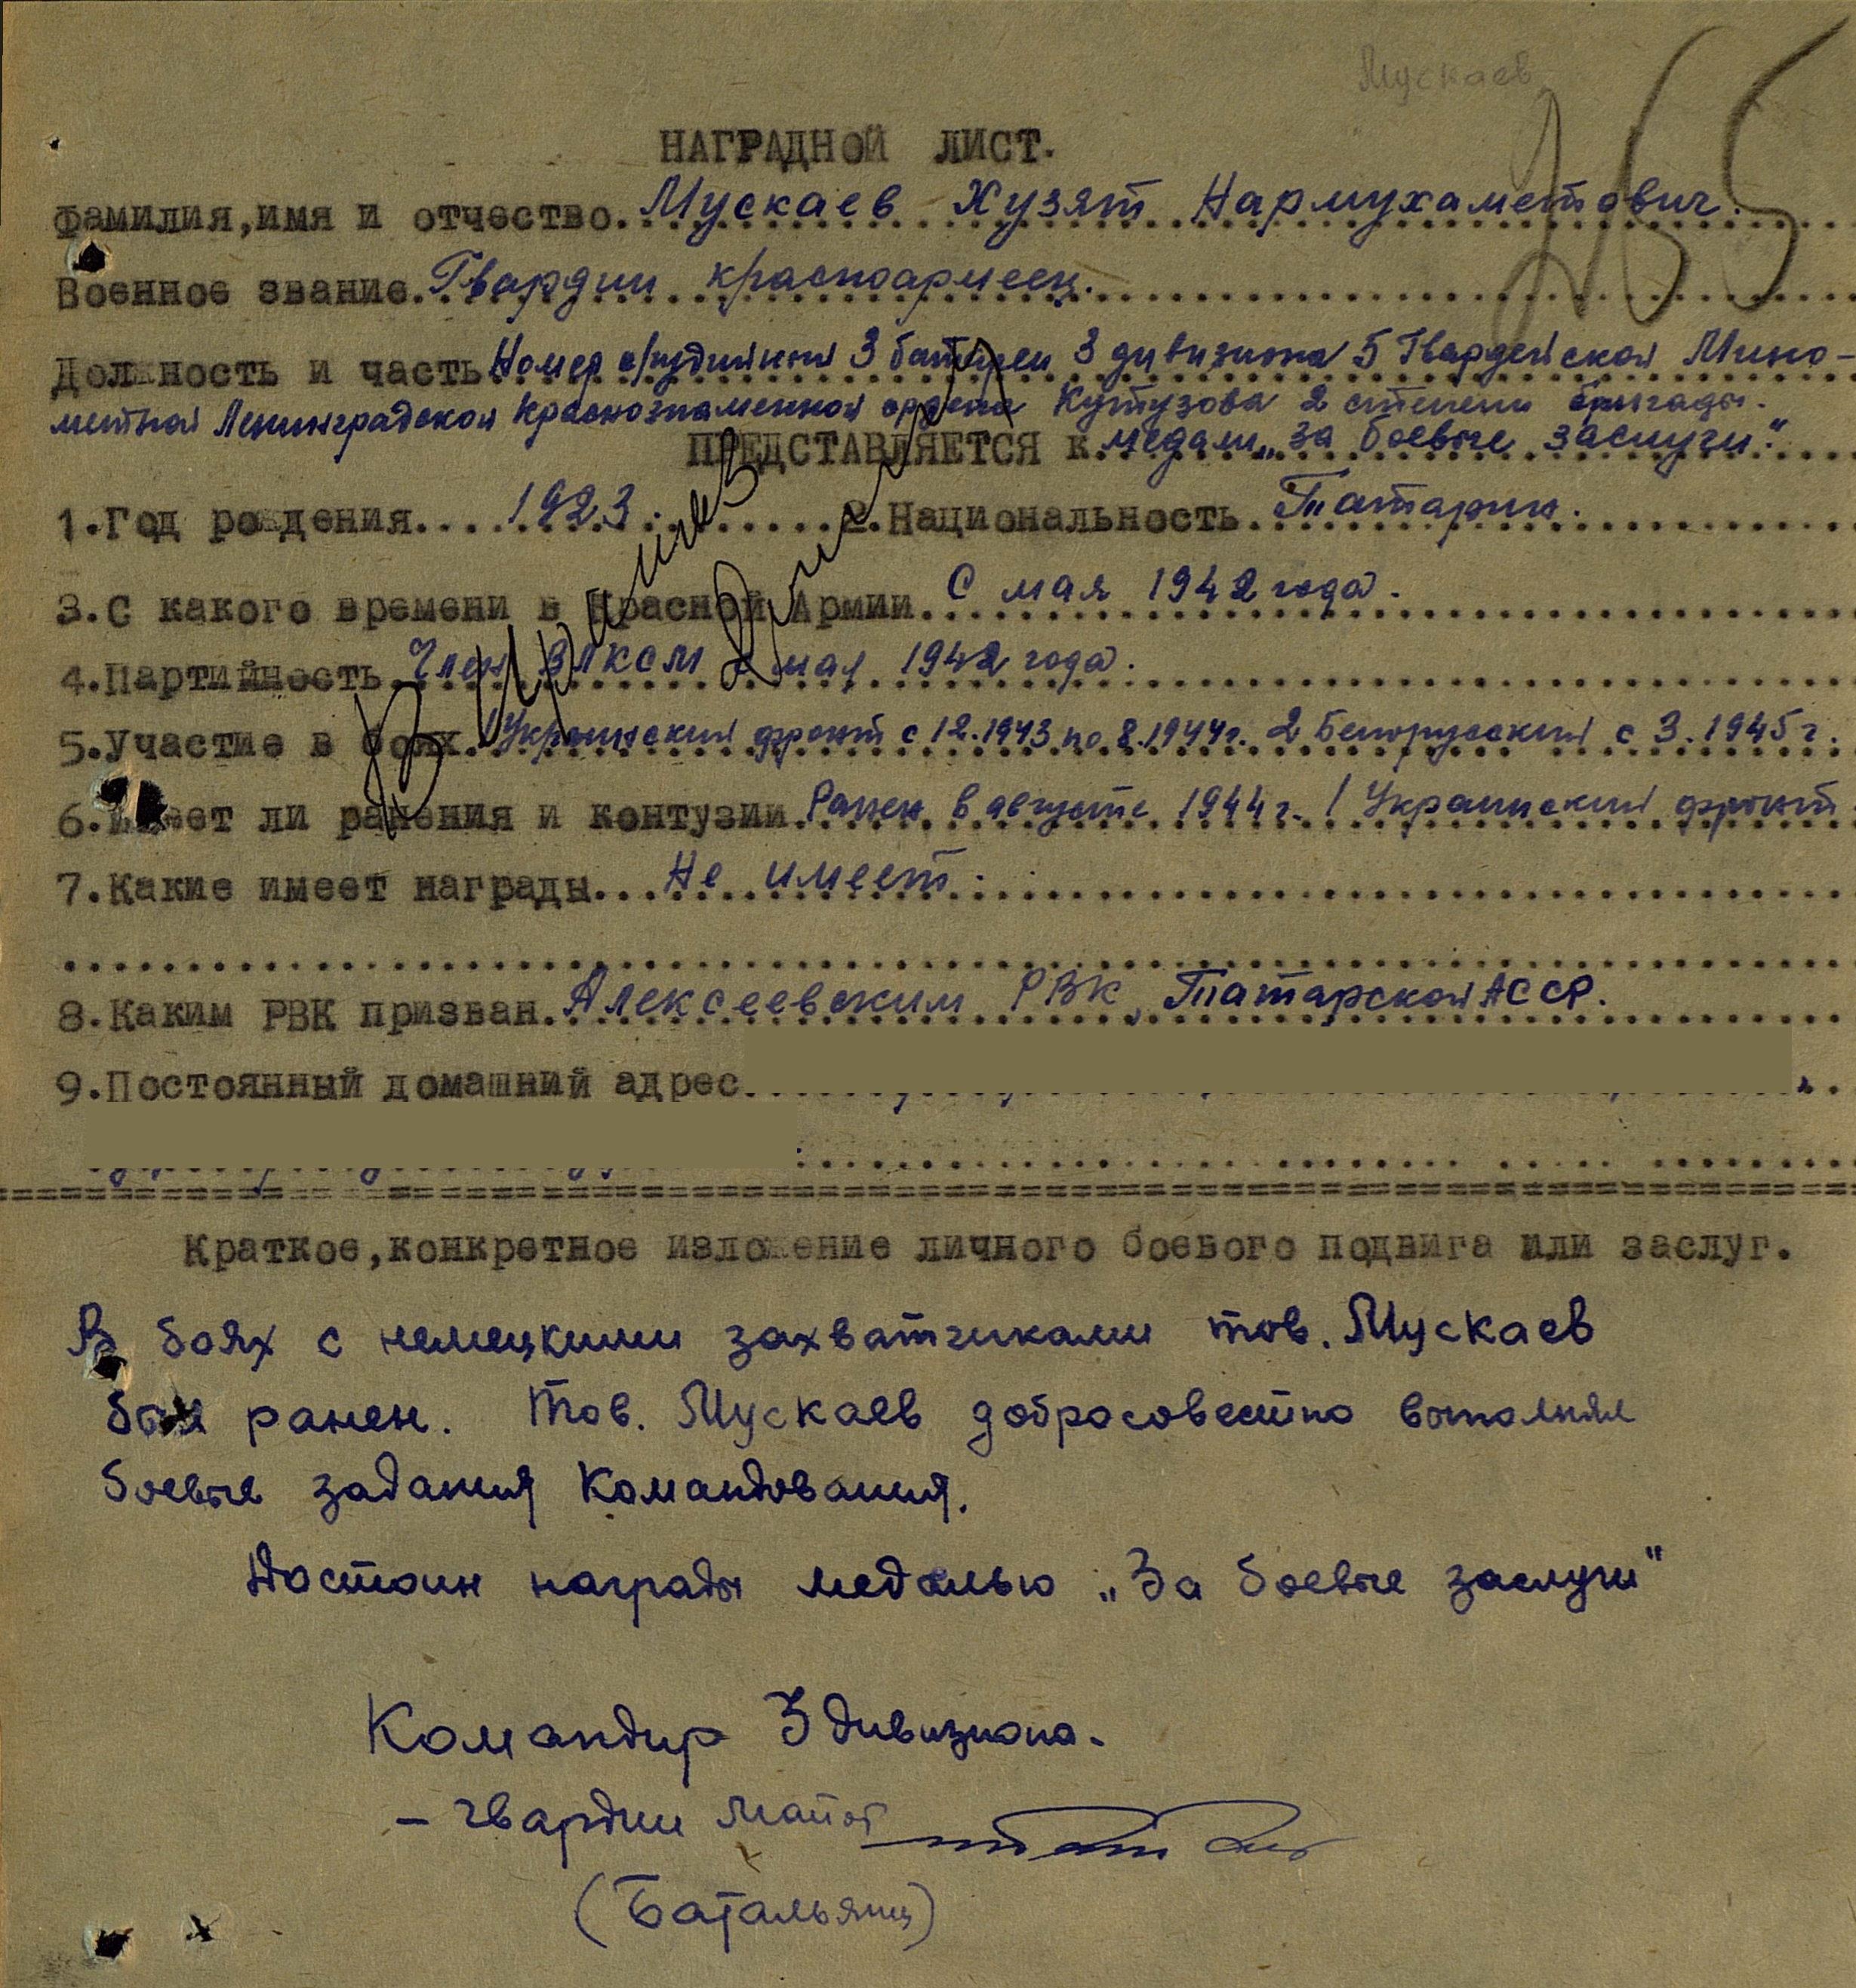 Мускаев
265
НАГРАДНОЙ ЛИСТ.
Фамилия,имя и отчество. Мускаев Хузят Нармухаметович.
Военное звание. Гвардии красноармеец.
Должность и часть Номер орудийный 3 батареи 3 дивизиона 5 Гвардейской Мино-
метной Ленинградской Краснознаменной ордена Кутузова 2 степени бригады.
ПРЕДСТАВЛЯЕТСЯ к медали „за боевые заслуги."
1.Год рождения.... 1923. 2.Национальность. Татарин.
3.С какого времени в Красной Армии. С мая 1942 года.
4.Партийность Член ВЛКСМ с мая 1942 года.
5.Участие в боях. 1 Украинский фронт с 12.1943 по 8.1944г. 2 Белорусский с 3.1945г.
6.Имеет ли ранения и контузии. Ранен в августе 1944г. 1 Украинский фронт
7.Какие имеет награды... Не имеет.
8.Каким РВК призван. Алексеевским РВК, Татарской АССР.
9.Постоянный домашний адрес.
Краткое,конкретное изложение личного боевого подвига или заслуг.
В боях с немецкими захватчиками тов. Мускаев
был ранен. Тов. Мускаев добросовестно выполнял
боевые задания Командования.
Достоин награды медалью „За боевые заслуги"
Командир 3 дивизиона.
- гвардии майор
(Батальянц)